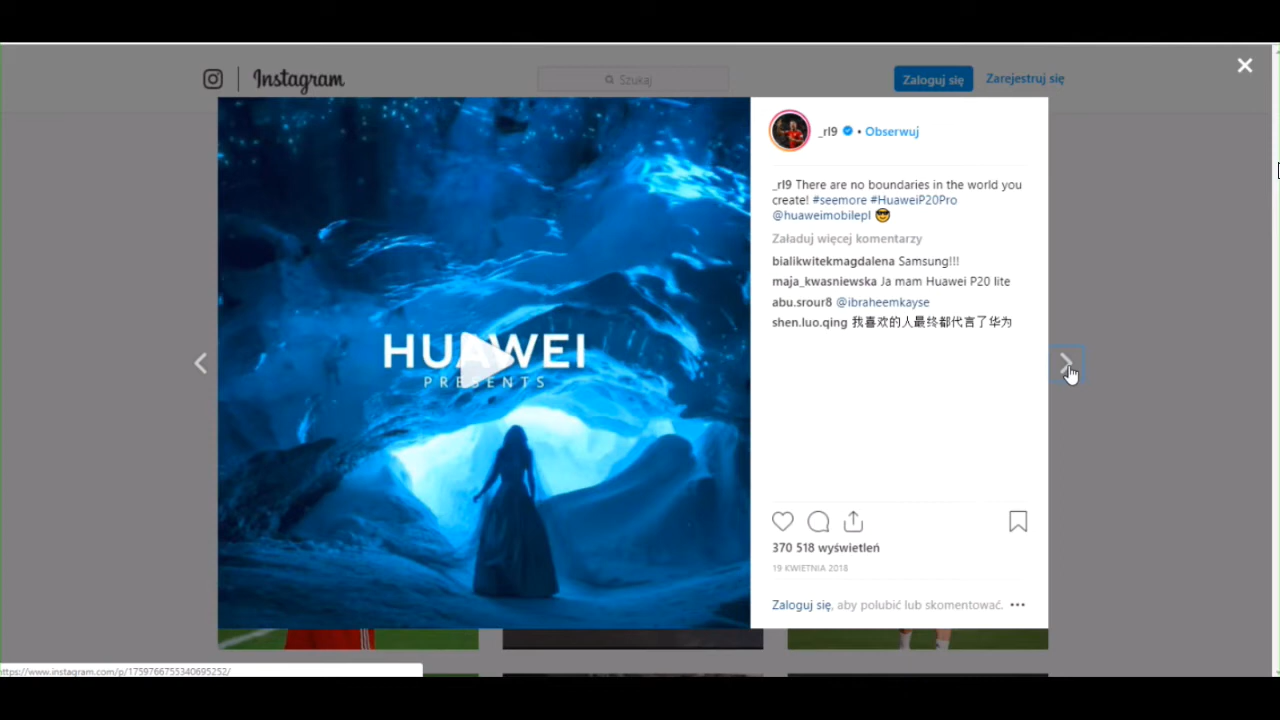 Instagram
Szukaj
Zaloguj się
Zarejestruj się
HUAWEI
PRESENTS
_rl9 • Obserwuj
_rl9 There are no boundaries in the world you
create! #seemore #HuaweiP20Pro
@huaweimobilepl
Załaduj więcej komentarzy
bialikwitekmagdalena Samsung!!!
maja_kwasniewska Ja mam Huawei P20 lite
abu.srour8 @ibraheemkayse
shen.luo.qing 我喜欢的人最终都代言了华为
370 518 wyświetleń
19 KWIETNIA 2018
Zaloguj się, aby polubić lub skomentować.
https://www.instagram.com/p/1759766755340695252/